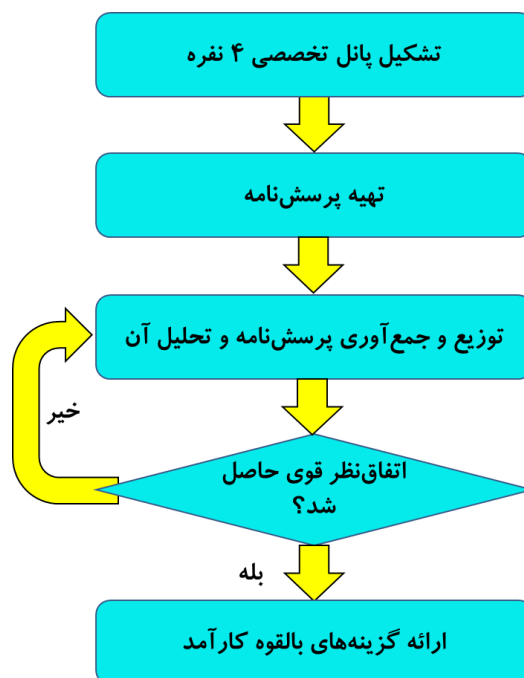 تشکیل پانل تخصصی ۴ نفره
تهیه پرسش‌نامه
توزیع و جمع‌آوری پرسش‌نامه و تحلیل آن
خیر
اتفاق‌نظر قوی حاصل
شد؟
بله
ارائه گزینه‌های بالقوه کارآمد